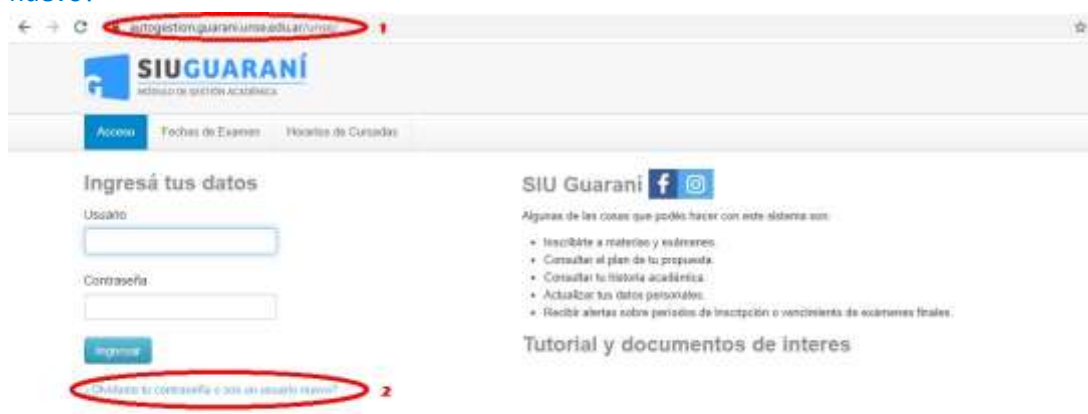 nuevo?
autogestion.guarani.unse.edu.ar/unse/ 1
SIUGUARANÍ
MÓDULO DE GESTIÓN ACADÉMICA
Acceso Fechas de Examen Horarios de Cursadas
Ingresá tus datos
Usuario
Contraseña
Ingresar
¿Olvidaste tu contraseña o sos un usuario nuevo? 2
SIU Guaraní
Algunas de las cosas que podés hacer con este sistema son:
• Inscribirte a materias y exámenes.
• Consultar el plan de tu propuesta.
• Consultar tu historia académica.
• Actualizar tus datos personales.
• Recibir alertas sobre períodos de inscripción o vencimiento de exámenes finales.
Tutorial y documentos de interes